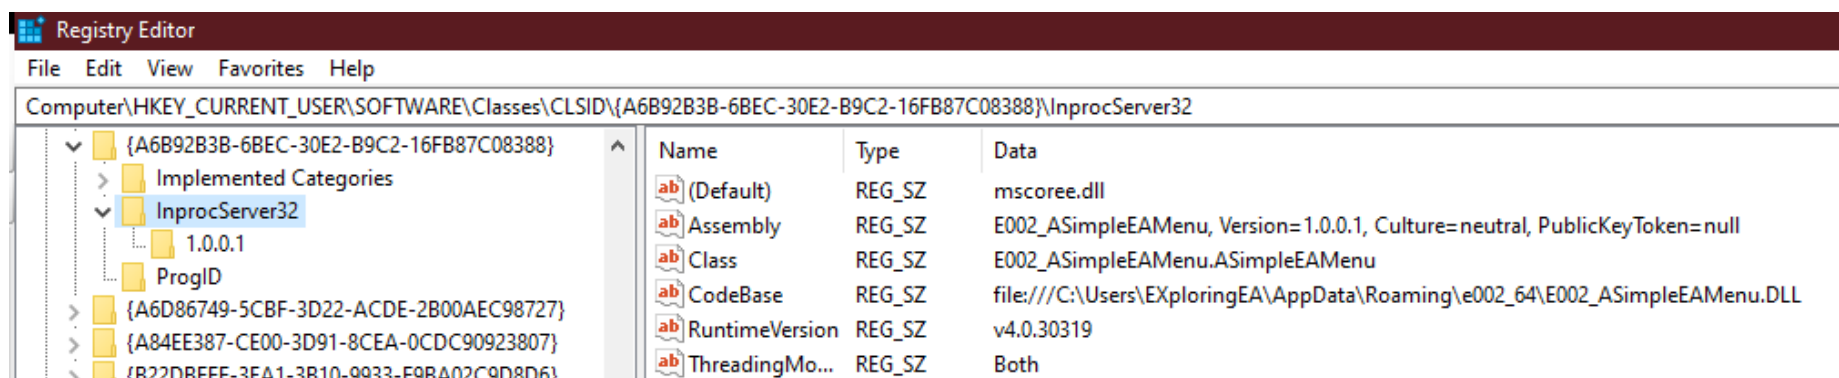 Registry Editor
File Edit View Favorites Help
Computer\HKEY_CURRENT_USER\SOFTWARE\Classes\CLSID\{A6B92B3B-6BEC-30E2-B9C2-16FB87C08388}\InprocServer32
{A6B92B3B-6BEC-30E2-B9C2-16FB87C08388}
Implemented Categories
InprocServer32
1.0.0.1
ProgID
{A6D86749-5CBF-3D22-ACDE-2B00AEC98727}
{A84EE387-CE00-3D91-8CEA-0CDC90923807}
Name Type Data
(Default) REG_SZ mscoree.dll
Assembly REG_SZ E002_ASimpleEAMenu, Version=1.0.0.1, Culture=neutral, PublicKeyToken=null
Class REG_SZ E002_ASimpleEAMenu.ASimpleEAMenu
CodeBase REG_SZ file:///C:\Users\EXploringEA\AppData\Roaming\e002_64\E002_ASimpleEAMenu.DLL
RuntimeVersion REG_SZ v4.0.30319
ThreadingMo... REG_SZ Both